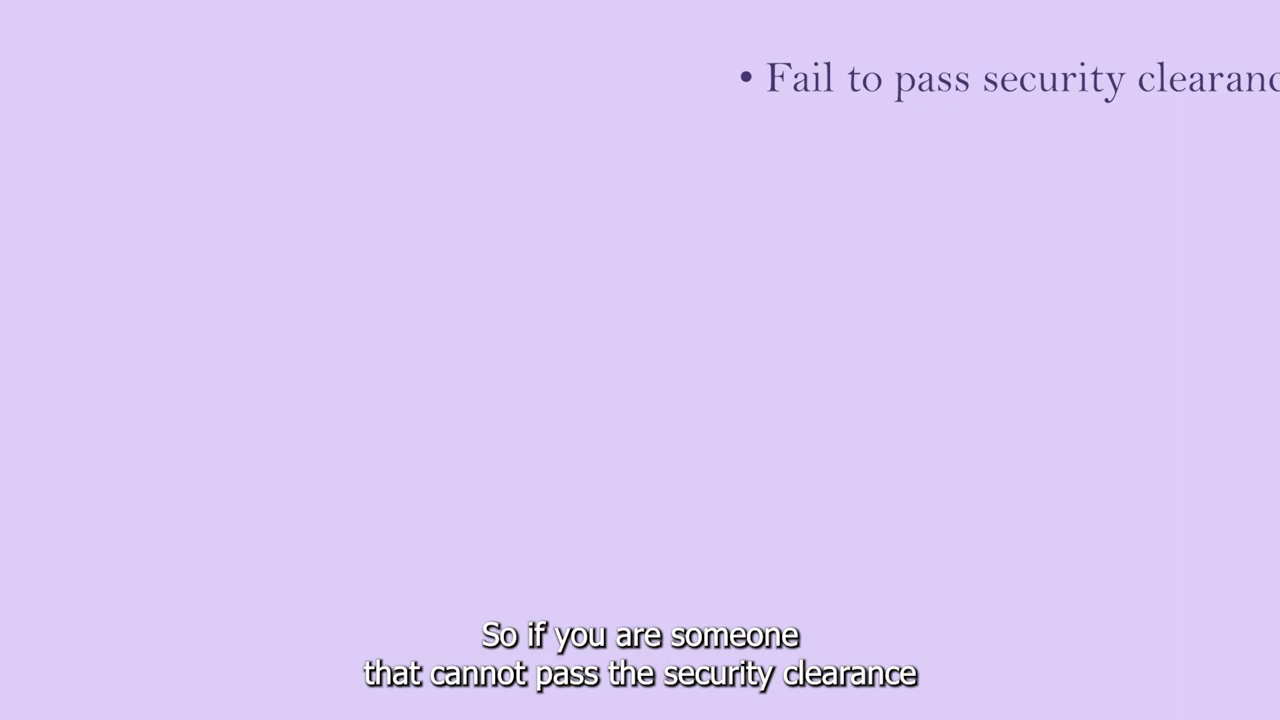 • Fail to pass security clearanc
So if you are someone
that cannot pass the security clearance